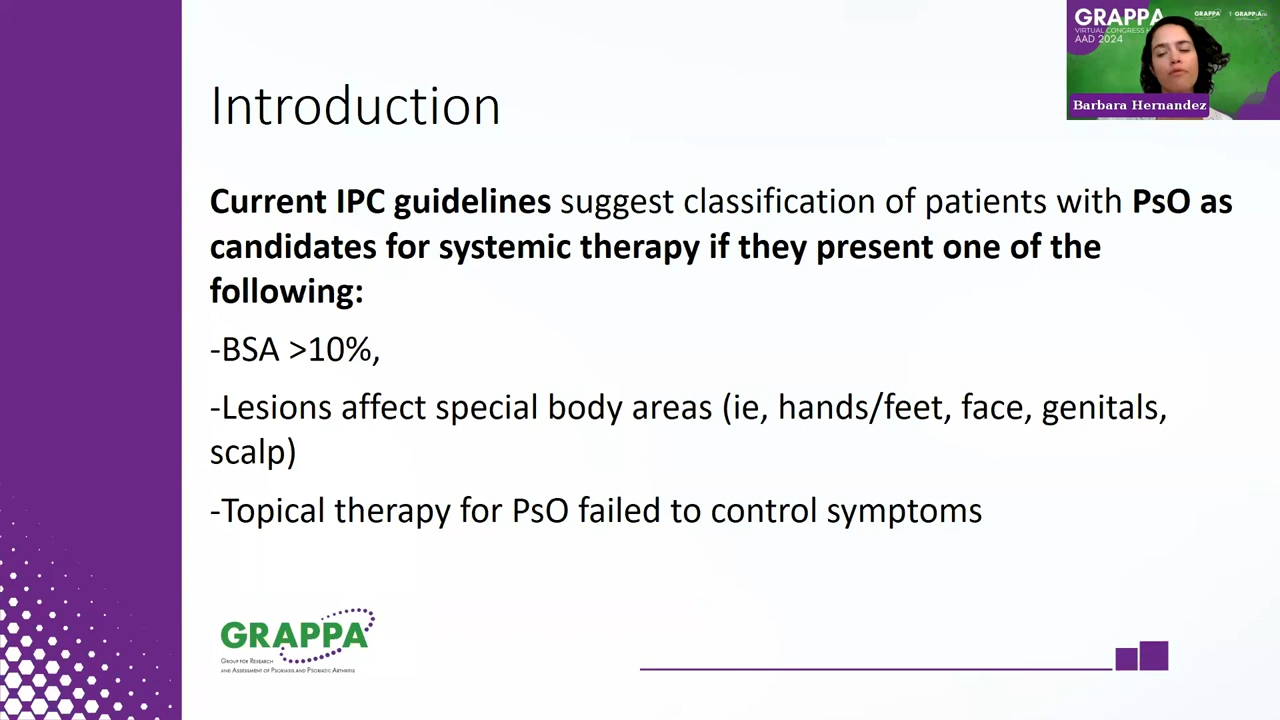 GRAPPA
VIRTUAL CONGRESS
AAD 2024
GRAPPA
Barbara Hernandez
Introduction
Current IPC guidelines suggest classification of patients with PsO as
candidates for systemic therapy if they present one of the
following:
-BSA >10%,
-Lesions affect special body areas (ie, hands/feet, face, genitals,
scalp)
-Topical therapy for PsO failed to control symptoms
GRAPPA
GROUP FOR RESEARCH
AND ASSESSMENT OF PSORIASIS AND PSORIATIC ARTHRITIS